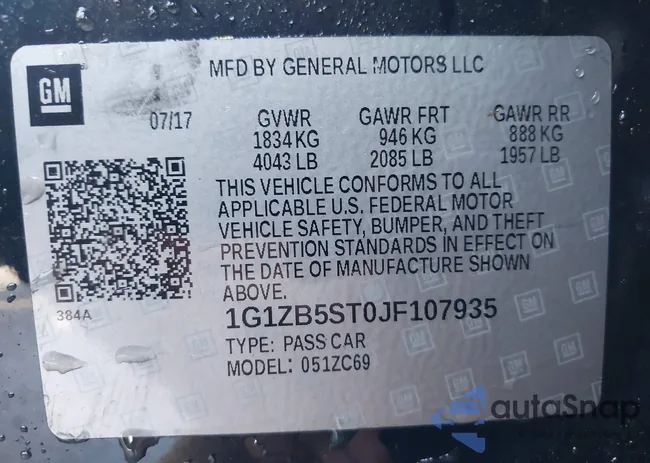 MFD BY GENERAL MOTORS LLC
GM
07/17
GVWR GAWR FRT GAWR RR
1834 KG 946 KG 888 KG
4043 LB 2085 LB 1957 LB
THIS VEHICLE CONFORMS TO ALL
APPLICABLE U.S. FEDERAL MOTOR
VEHICLE SAFETY, BUMPER, AND THEFT
PREVENTION STANDARDS IN EFFECT ON
THE DATE OF MANUFACTURE SHOWN
ABOVE.
384A
1G1ZB5ST0JF107935
TYPE: PASS CAR
MODEL: 051ZC69
autoSnap